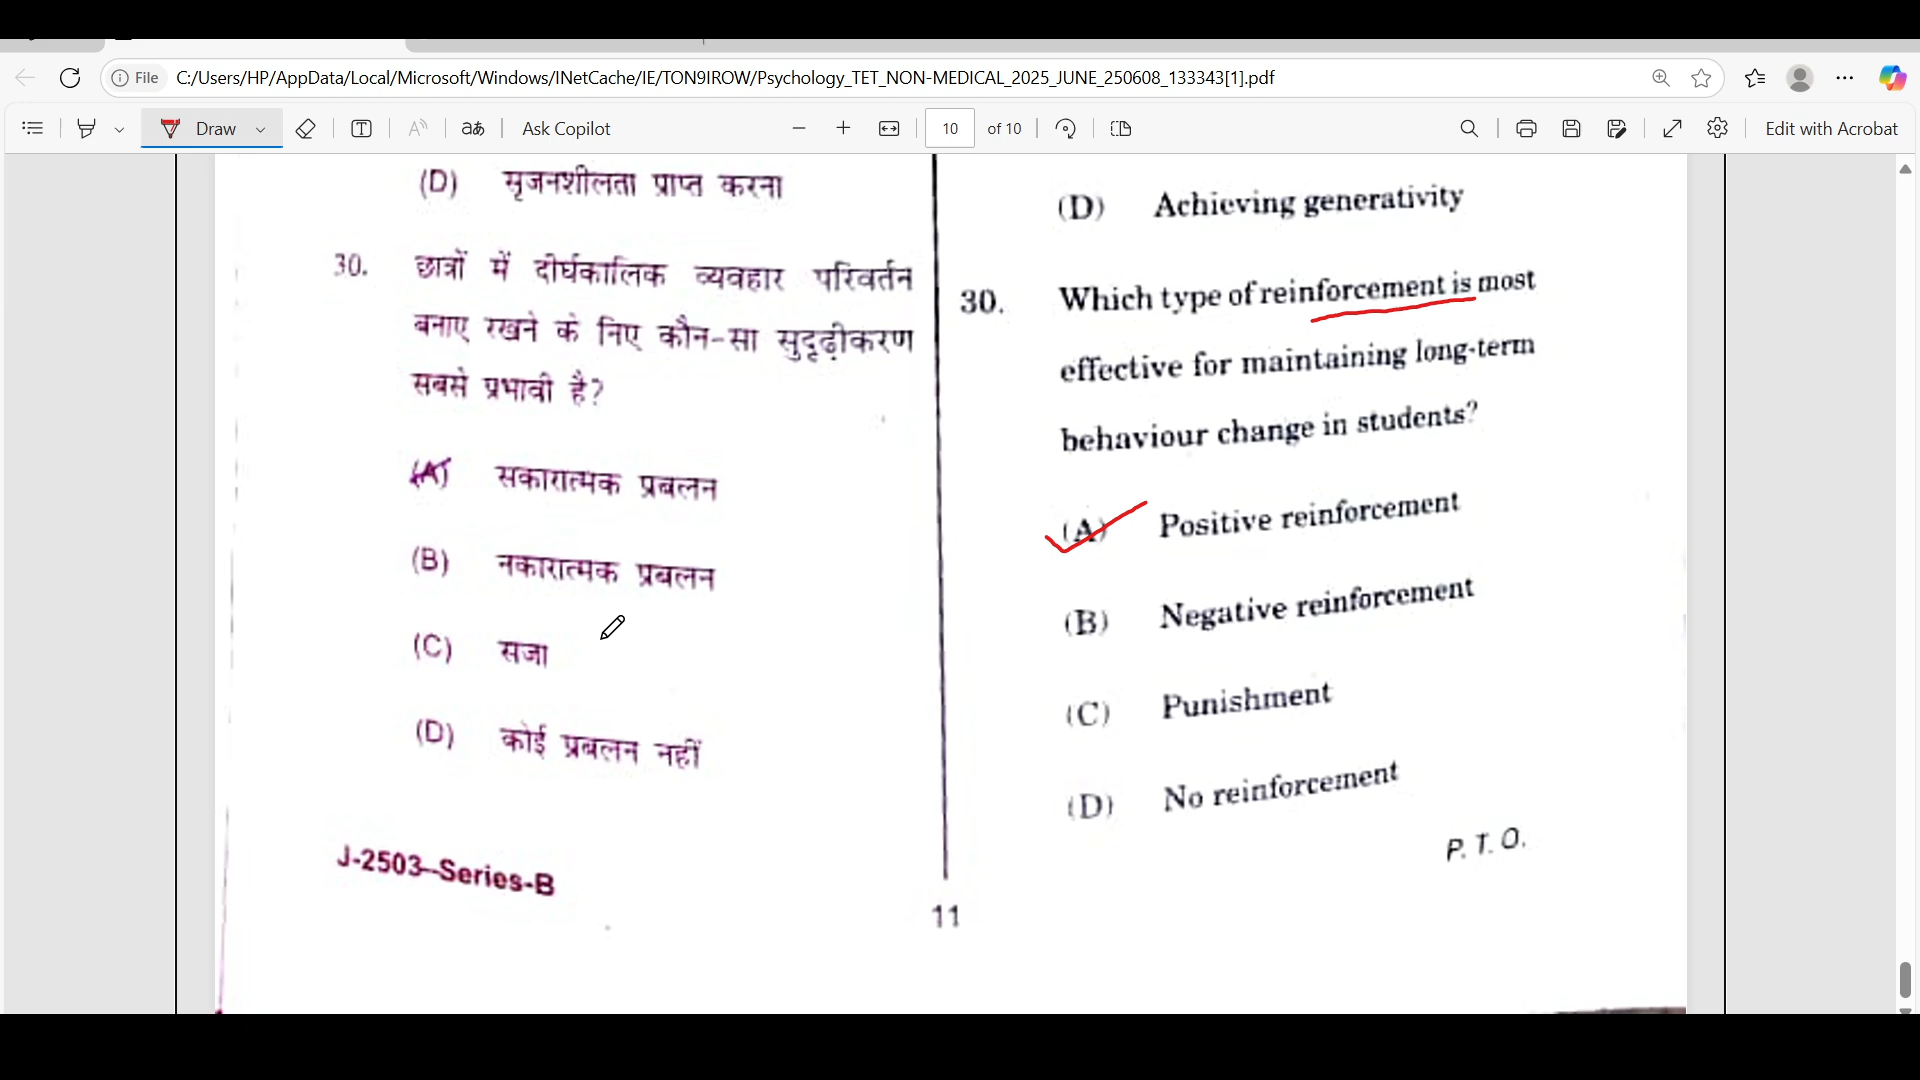 File
C:/Users/HP/AppData/Local/Microsoft/Windows/INetCache/IE/TON9IROW/Psychology_TET_NON-MEDICAL_2025_JUNE_250608_133343[1].pdf
Draw
aあ
Ask Copilot
10
of 10
Edit with Acrobat
(D) सृजनशीलता प्राप्त करना
30. छात्रों में दीर्घकालिक व्यवहार परिवर्तन
बनाए रखने के निए कौन-सा सुदृढ़ीकरण
सबसे प्रभावी है?
(A) सकारात्मक प्रबलन
(B) नकारात्मक प्रबलन
(C) सजा
(D) कोई प्रबलन नहीं
J-2503–Series-B
(D) Achieving generativity
30. Which type of reinforcement is most
effective for maintaining long-term
behaviour change in students?
(A) Positive reinforcement
(B) Negative reinforcement
(C) Punishment
(D) No reinforcement
P. T. O.
11